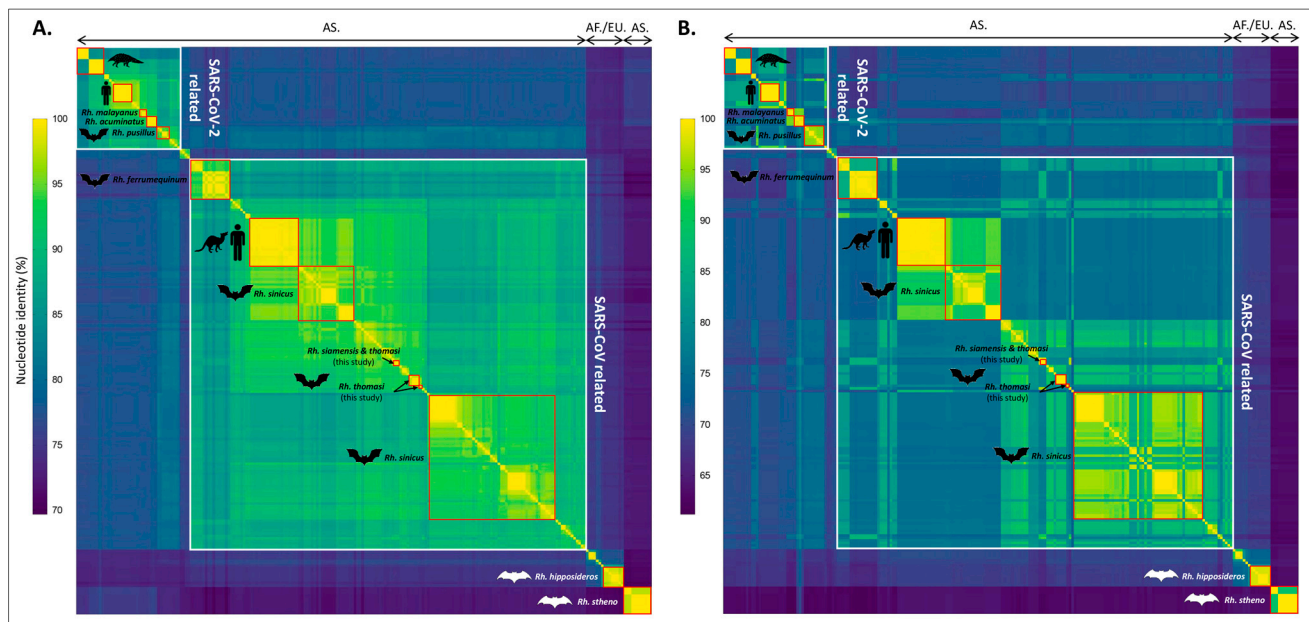 A.
AS.
AF./EU.
AS.
SARS-CoV-2
related
Rh. malayanus
Rh. acuminatus
Rh. pusillus
Rh. ferrumequinum
Rh. sinicus
Rh. siamensis & thomasi
(this study)
Rh. thomasi
(this study)
Rh. sinicus
SARS-CoV related
Rh. hipposideros
Rh. stheno
Nucleotide identity (%)
100
95
90
85
80
75
70
B.
AS.
AF./EU.
AS.
SARS-CoV-2
related
Rh. malayanus
Rh. acuminatus
Rh. pusillus
Rh. ferrumequinum
Rh. sinicus
Rh. siamensis & thomasi
(this study)
Rh. thomasi
(this study)
Rh. sinicus
SARS-CoV related
Rh. hipposideros
Rh. stheno
100
95
90
85
80
75
70
65